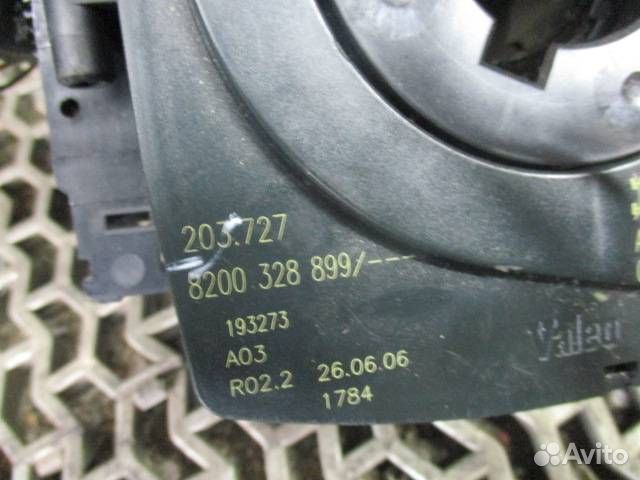 203.727
8200 328 899/---
193273
A03
R02.2 26.06.06
1784
Valeo
Avito